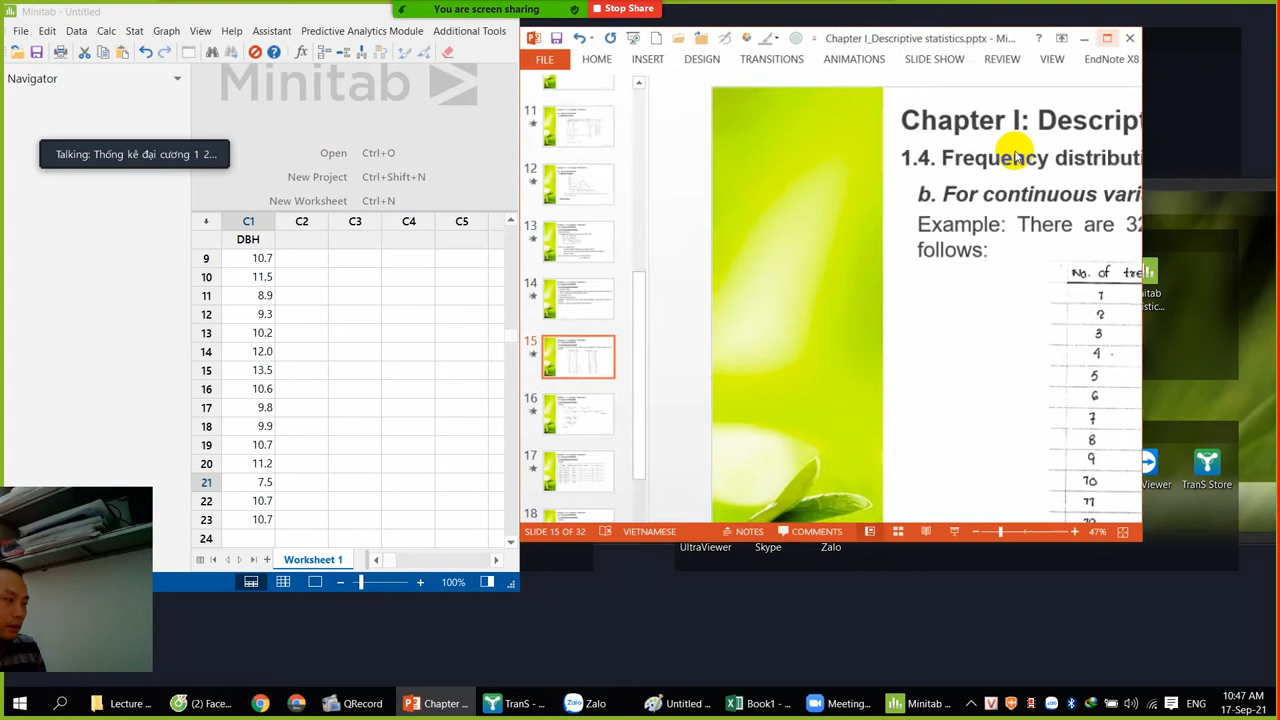 Minitab - Untitled
You are screen sharing
Stop Share
File Edit Data Calc Stat Graph View Help Assistant Predictive Analytics Module Additional Tools
Navigator
Minitab
Talking: Thống kê đại cương 1 2...
Open Ctrl+O
New Project Ctrl+Shift+N
New Worksheet Ctrl+N
C1 C2 C3 C4 C5
DBH
9 10.7
10 11.5
11 8.9
12 9.3
13 10.2
14 12.0
15 13.5
16 10.6
17 9.8
18 9.9
19 10.7
20 11.2
21 7.5
22 10.7
23 10.7
24
Worksheet 1
100%
Chapter I_Descriptive statistics.pptx - Mi...
FILE HOME INSERT DESIGN TRANSITIONS ANIMATIONS SLIDE SHOW REVIEW VIEW EndNote X8
11
12
13
14
15
16
17
18
Chapter I: Descript
1.4. Frequency distributi
b. For continuous varia
Example: There are 32
follows:
No. of tre
1
2
3
4
5
6
7
8
9
10
11
SLIDE 15 OF 32 VIETNAMESE NOTES COMMENTS 47%
UltraViewer Skype Zalo
TranS Store
Lecture ...
(2) Face...
QRecord
Chapter ...
TranS - ...
Zalo
Untitled ...
Book1 - ...
Meeting...
Minitab ...
ENG
10:47 AM
17-Sep-21